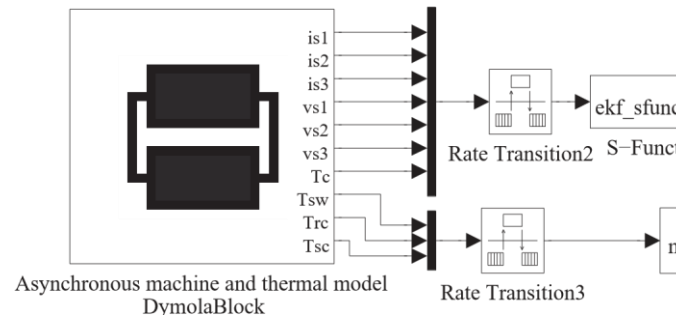 is1
is2
is3
vs1
vs2
vs3
Tc
Tsw
Trc
Tsc
Asynchronous machine and thermal model
DymolaBlock
Rate Transition2
ekf_sfunc
S−Funct
Rate Transition3